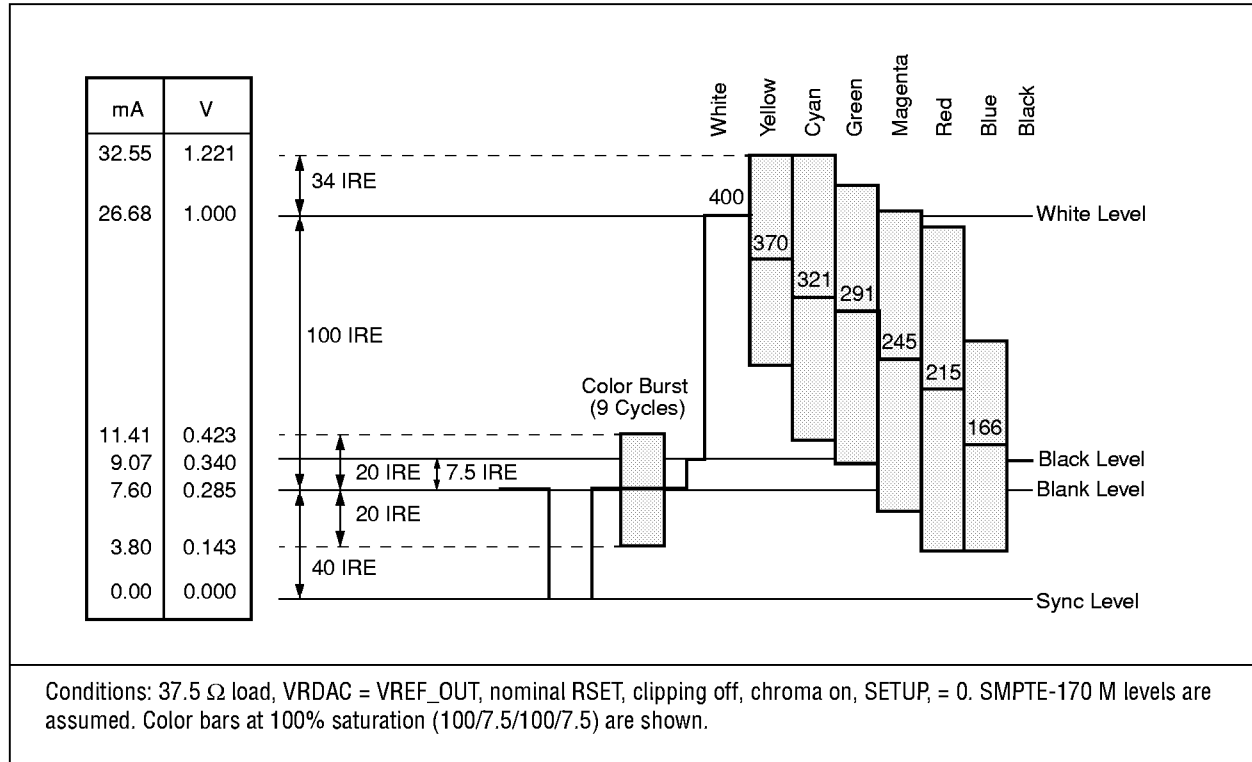 mA V
White
Yellow
Cyan
Green
Magenta
Red
Blue
Black
32.55 1.221
34 IRE
400
26.68 1.000
White Level
370
321
291
100 IRE
245
215
Color Burst
(9 Cycles)
166
11.41 0.423
9.07 0.340
20 IRE
7.5 IRE
Black Level
7.60 0.285
Blank Level
20 IRE
3.80 0.143
40 IRE
0.00 0.000
Sync Level
Conditions: 37.5 Ω load, VRDAC = VREF_OUT, nominal RSET, clipping off, chroma on, SETUP, = 0. SMPTE-170 M levels are
assumed. Color bars at 100% saturation (100/7.5/100/7.5) are shown.